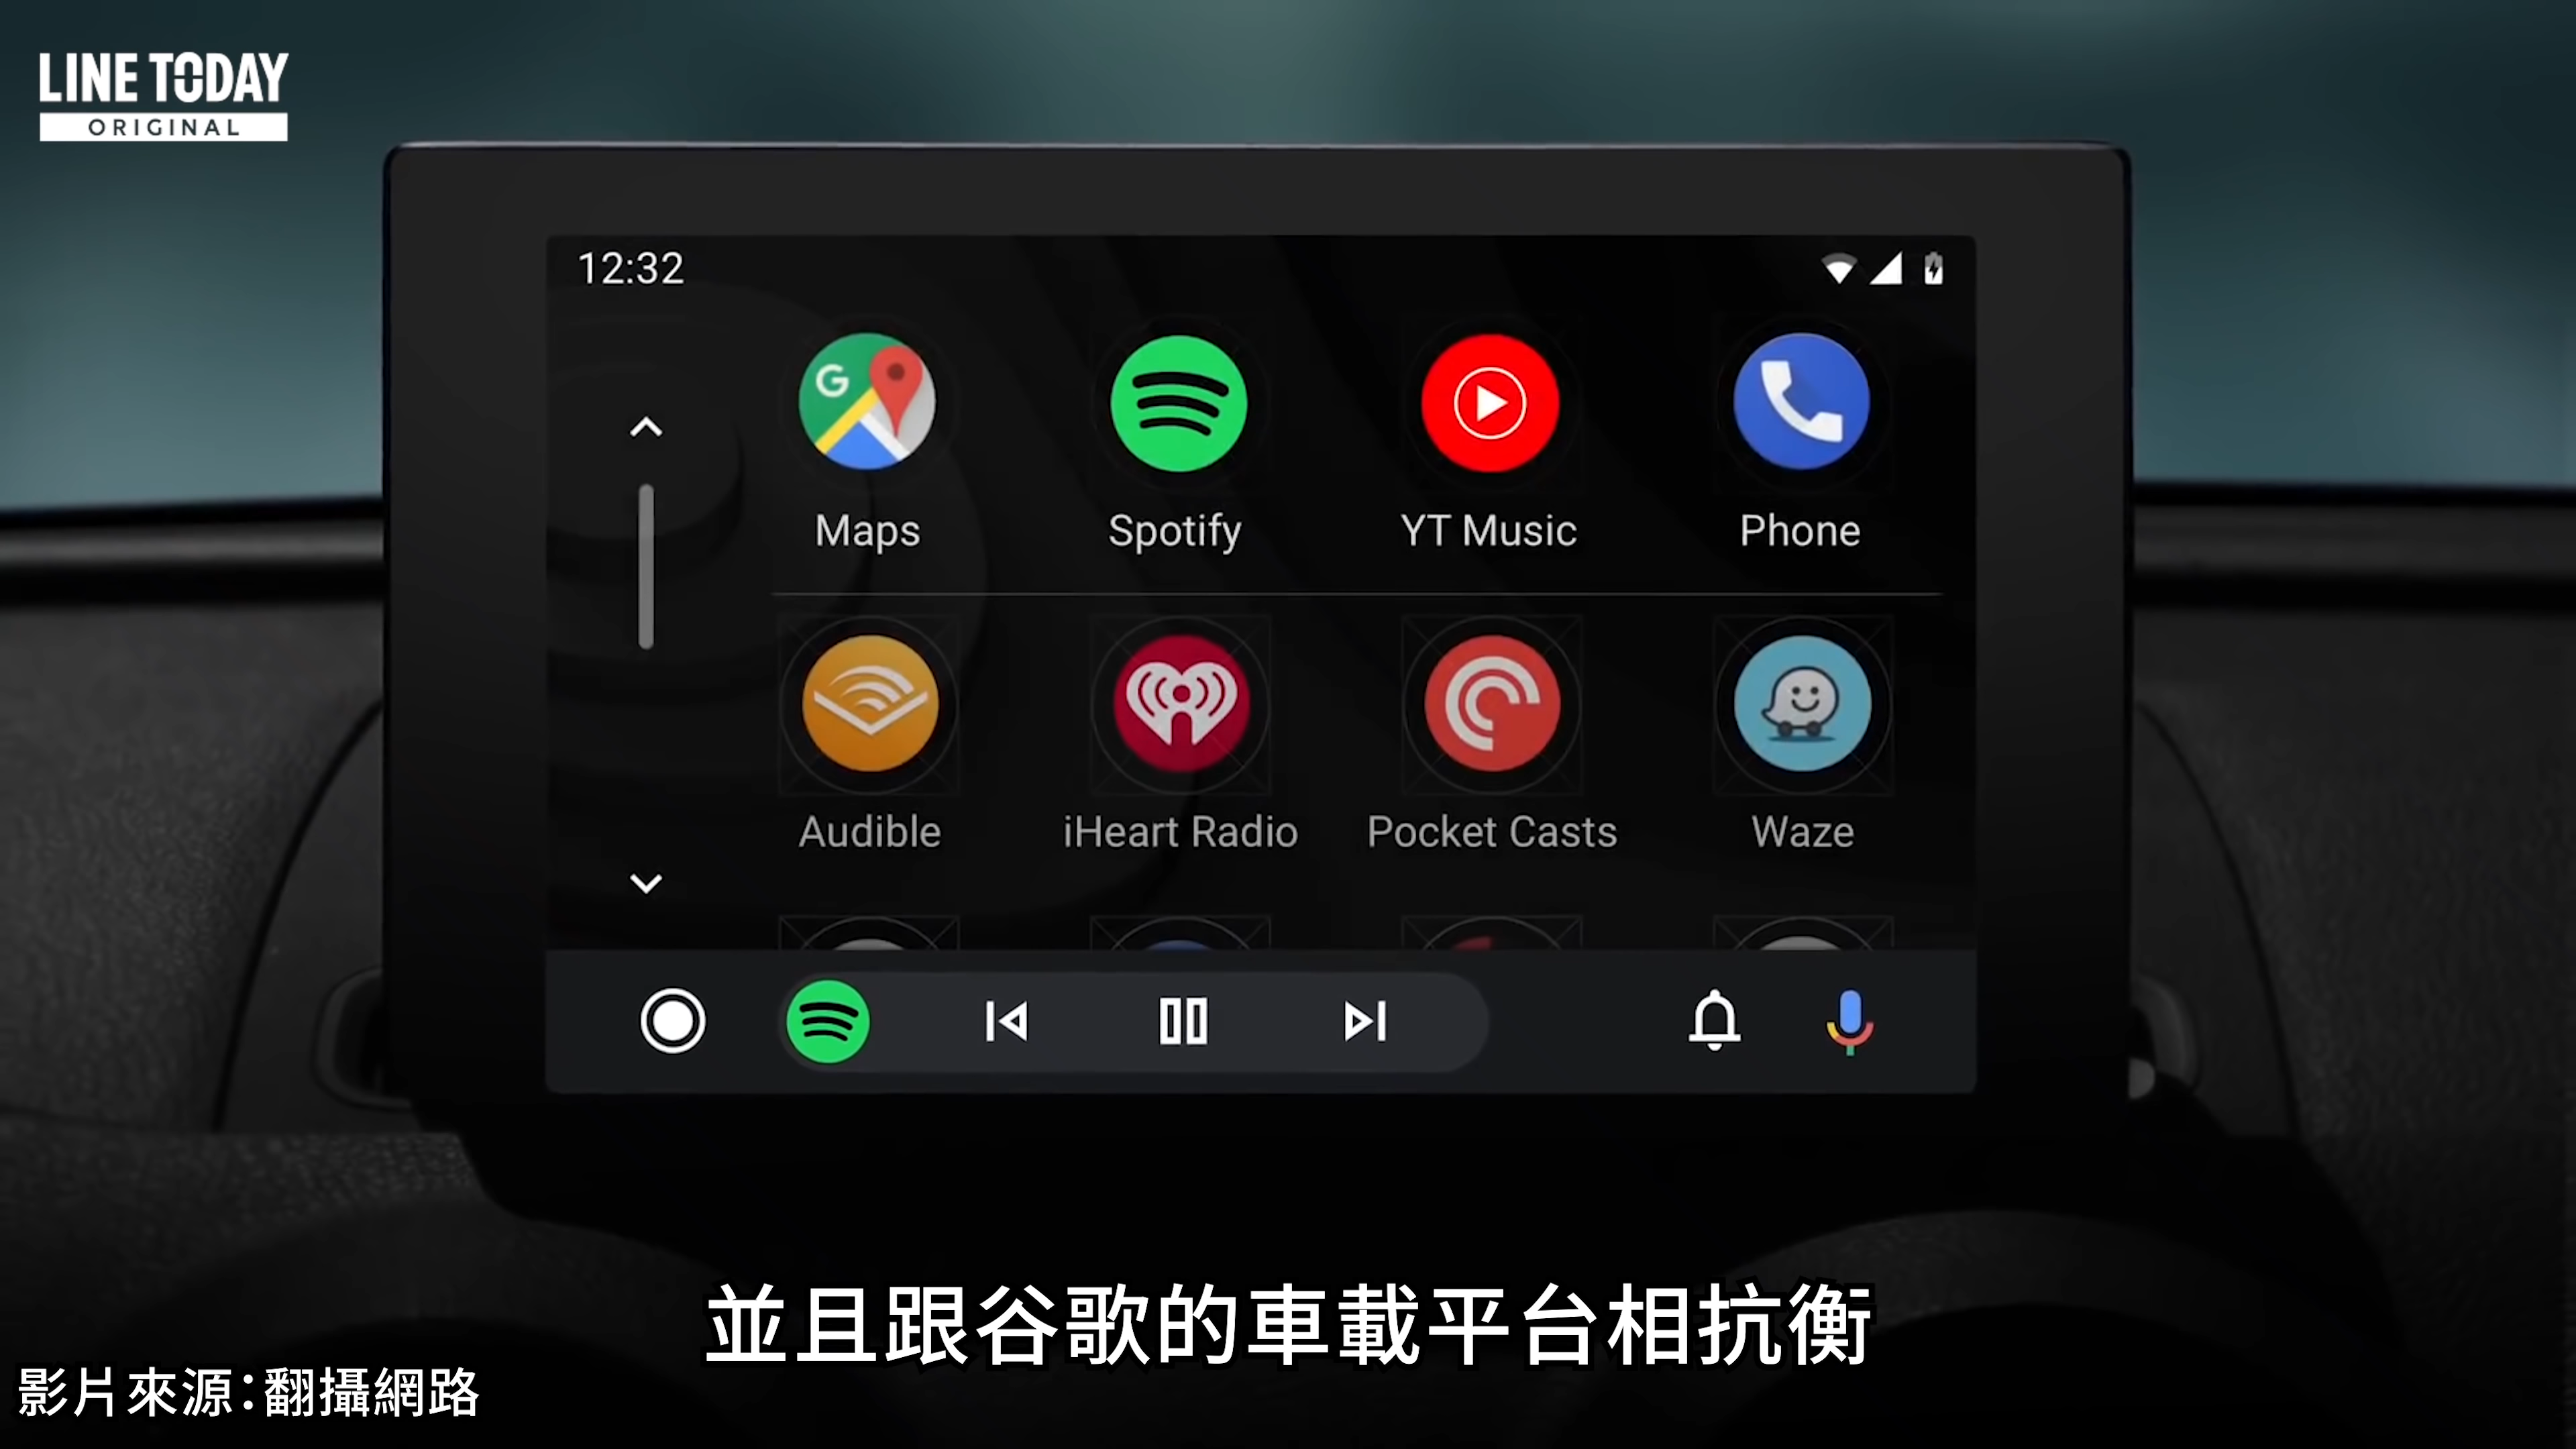 LINE TODAY
ORIGINAL
12:32
Maps
Spotify
YT Music
Phone
Audible
iHeart Radio
Pocket Casts
Waze
並且跟谷歌的車載平台相抗衡
影片來源:翻攝網路